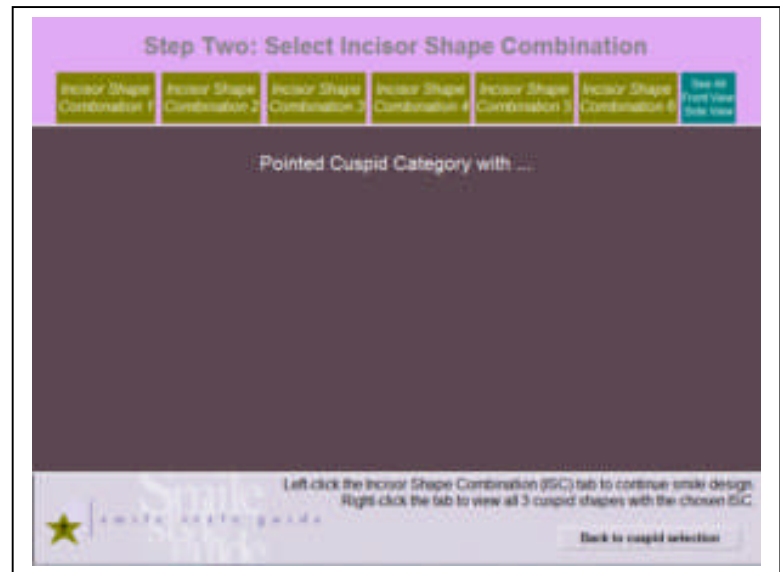 Step Two: Select Incisor Shape Combination
Incisor Shape Combination 1
Incisor Shape Combination 2
Incisor Shape Combination 3
Incisor Shape Combination 4
Incisor Shape Combination 5
Incisor Shape Combination 6
See All
Front View
Side View
Pointed Cuspid Category with ...
Left-click the Incisor Shape Combination (ISC) tab to continue smile design.
Right-click the tab to view all 3 cuspid shapes with the chosen ISC.
Smile
smile style guide
Back to cuspid selection